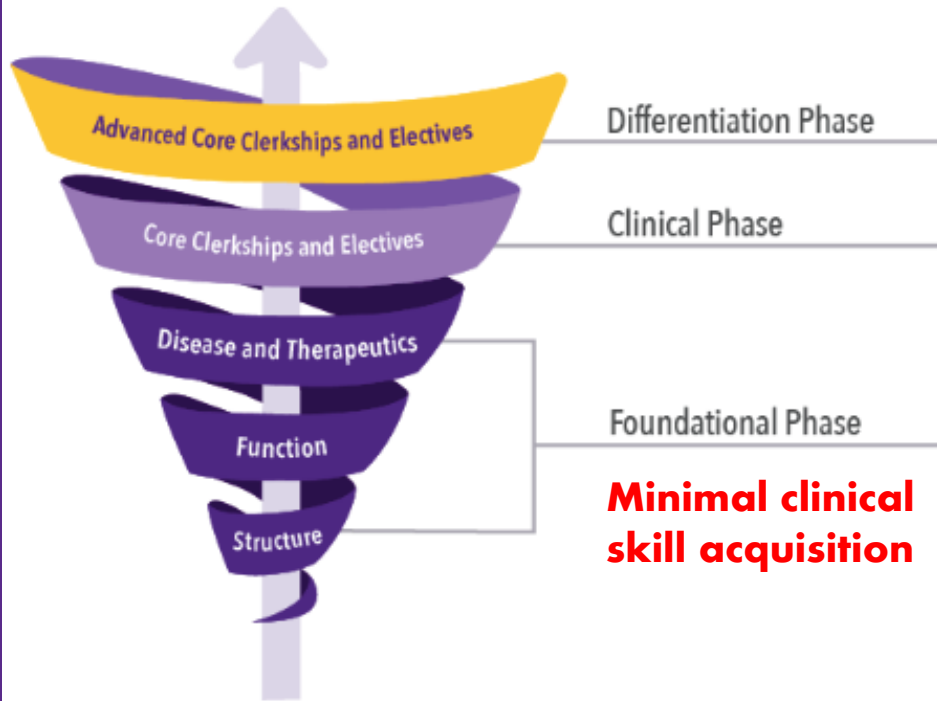 Advanced Core Clerkships and Electives
Differentiation Phase
Core Clerkships and Electives
Clinical Phase
Disease and Therapeutics
Function
Structure
Foundational Phase
Minimal clinical
skill acquisition